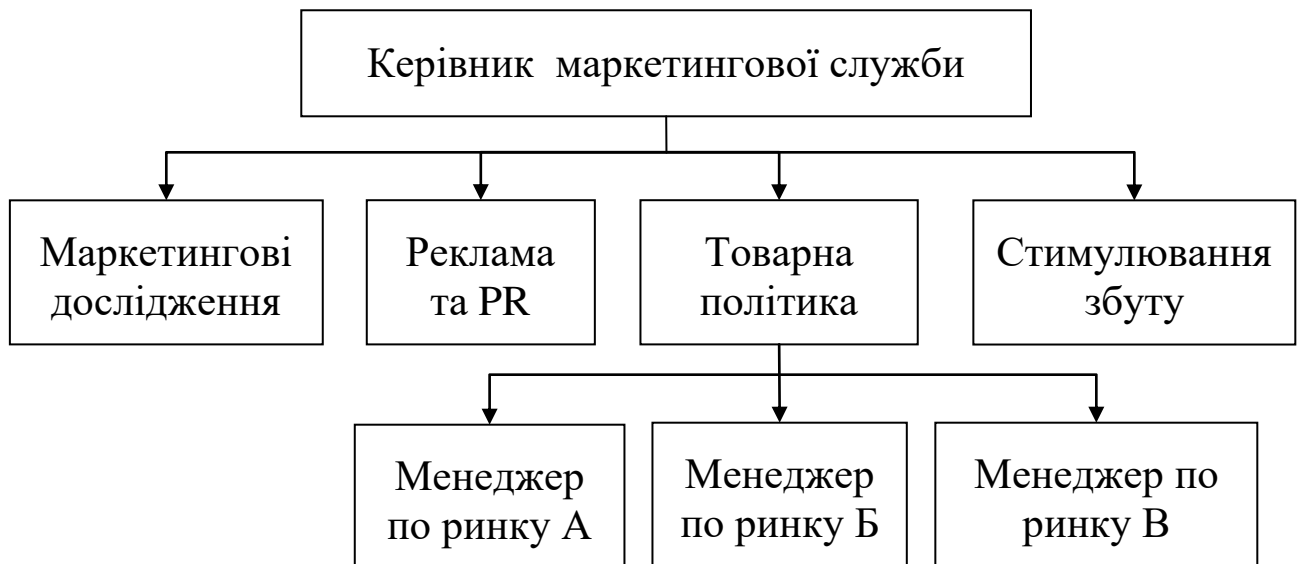 Керівник маркетингової служби
Маркетингові
дослідження
Реклама
та PR
Товарна
політика
Стимулювання
збуту
Менеджер
по ринку А
Менеджер
по ринку Б
Менеджер по
ринку В